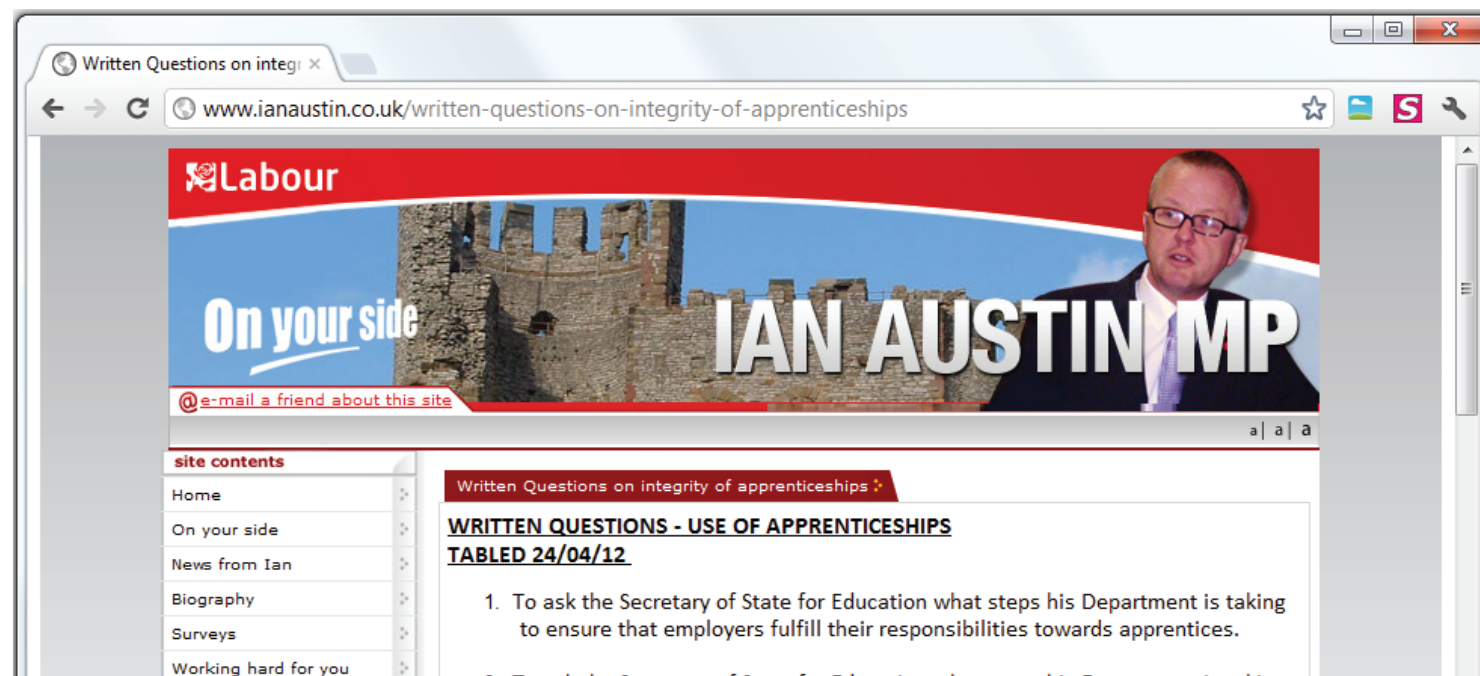 Written Questions on integr
www.ianaustin.co.uk/written-questions-on-integrity-of-apprenticeships
S
Labour
On your side
IAN AUSTIN MP
@e-mail a friend about this site
a| a| a
site contents
Home
On your side
News from Ian
Biography
Surveys
Working hard for you
Written Questions on integrity of apprenticeships
WRITTEN QUESTIONS - USE OF APPRENTICESHIPS
TABLED 24/04/12
1. To ask the Secretary of State for Education what steps his Department is taking
to ensure that employers fulfill their responsibilities towards apprentices.